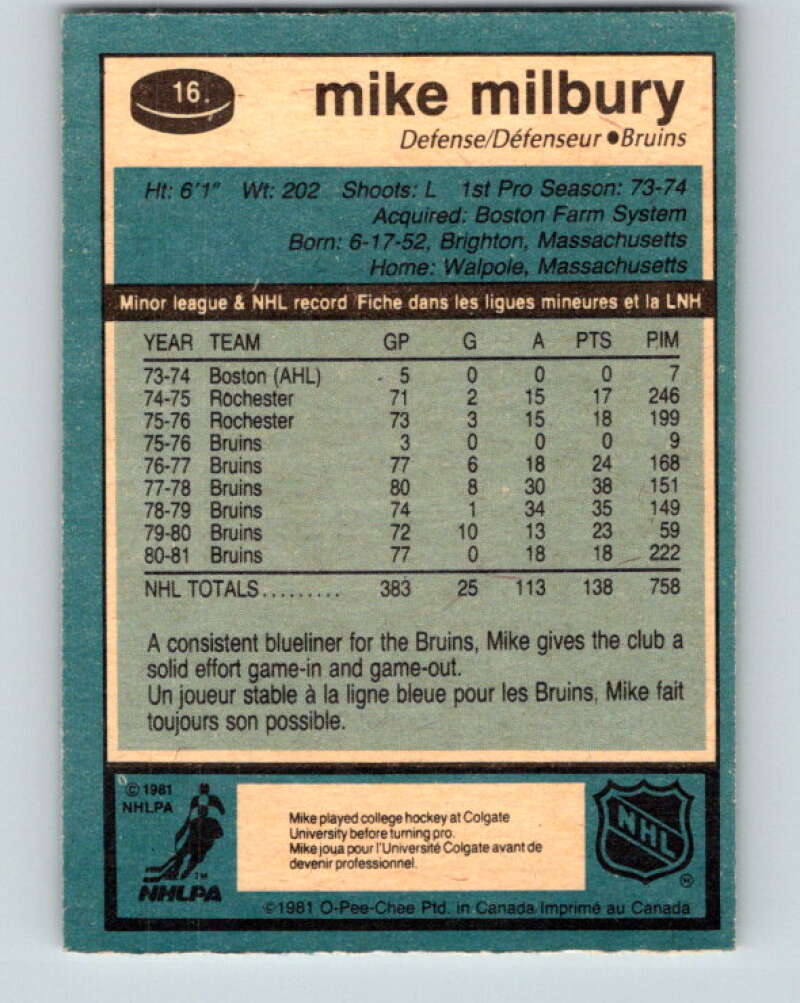 16.
mike milbury
Defense/Défenseur ●Bruins
Ht: 6'1" Wt: 202 Shoots: L 1st Pro Season: 73-74
Acquired: Boston Farm System
Born: 6-17-52, Brighton, Massachusetts
Home: Walpole, Massachusetts
Minor league & NHL record/Fiche dans les ligues mineures et la LNH
YEAR TEAM GP G A PTS PIM
73-74 Boston (AHL) 5 0 0 0 7
74-75 Rochester 71 2 15 17 246
75-76 Rochester 73 3 15 18 199
75-76 Bruins 3 0 0 0 9
76-77 Bruins 77 6 18 24 168
77-78 Bruins 80 8 30 38 151
78-79 Bruins 74 1 34 35 149
79-80 Bruins 72 10 13 23 59
80-81 Bruins 77 0 18 18 222
NHL TOTALS......... 383 25 113 138 758
A consistent blueliner for the Bruins, Mike gives the club a
solid effort game-in and game-out.
Un joueur stable à la ligne bleue pour les Bruins, Mike fait
toujours son possible.
© 1981
NHLPA
TM
NHLPA
Mike played college hockey at Colgate
University before turning pro.
Mike joua pour l'Université Colgate avant de
devenir professionnel.
NHL
®
©1981 O-Pee-Chee Ptd. in Canada/Imprimé au Canada